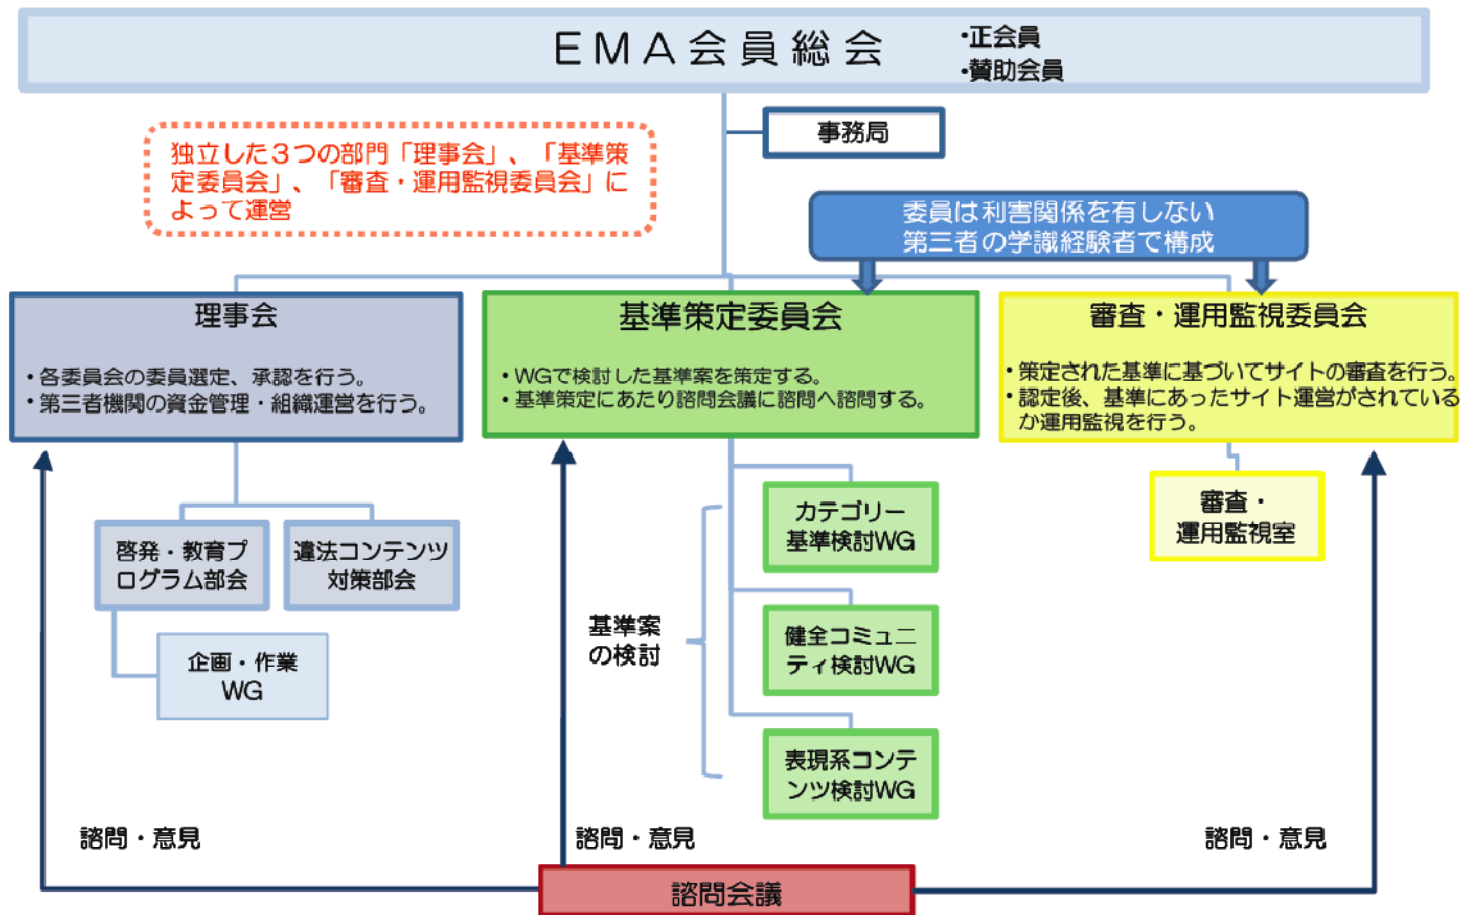 EMA会員総会
・正会員
・賛助会員
事務局
独立した3つの部門「理事会」、「基準策
定委員会」、「審査・運用監視委員会」に
よって運営
委員は利害関係を有しない
第三者の学識経験者で構成
理事会
・各委員会の委員選定、承認を行う。
・第三者機関の資金管理・組織運営を行う。
基準策定委員会
・WGで検討した基準案を策定する。
・基準策定にあたり諮問会議に諮問へ諮問する。
審査・運用監視委員会
・策定された基準に基づいてサイトの審査を行う。
・認定後、基準にあったサイト運営がされている
か運用監視を行う。
啓発・教育プ
ログラム部会
違法コンテンツ
対策部会
企画・作業
WG
基準案
の検討
カテゴリー
基準検討WG
健全コミュニ
ティ検討WG
表現系コンテ
ンツ検討WG
審査・
運用監視室
諮問・意見
諮問・意見
諮問・意見
諮問会議